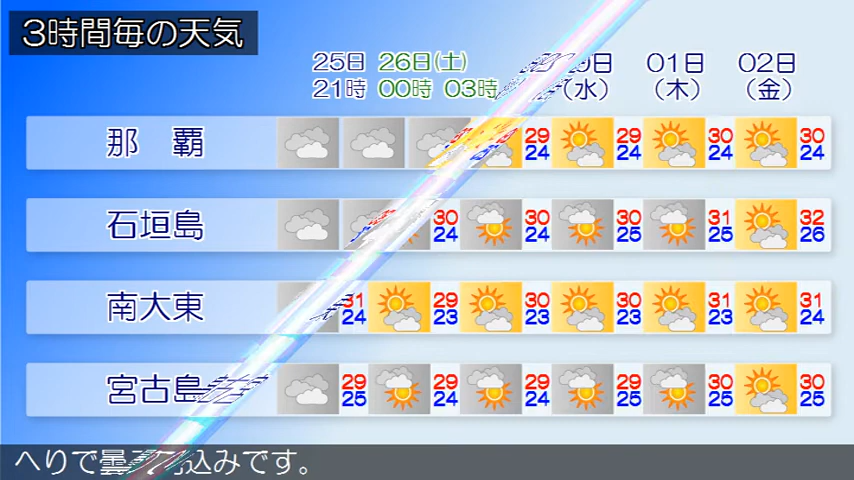 3時間毎の天気
25日 26日(土) 日 01日 02日
21時 00時 03時 (水) (木) (金)
那覇 29 24 29 24 30 24 30 24
石垣島 30 24 30 24 30 25 31 25 32 26
南大東 31 24 29 23 30 23 30 23 31 23 31 24
宮古島 29 25 29 24 29 24 29 25 30 25 30 25
へりで曇 込みです。